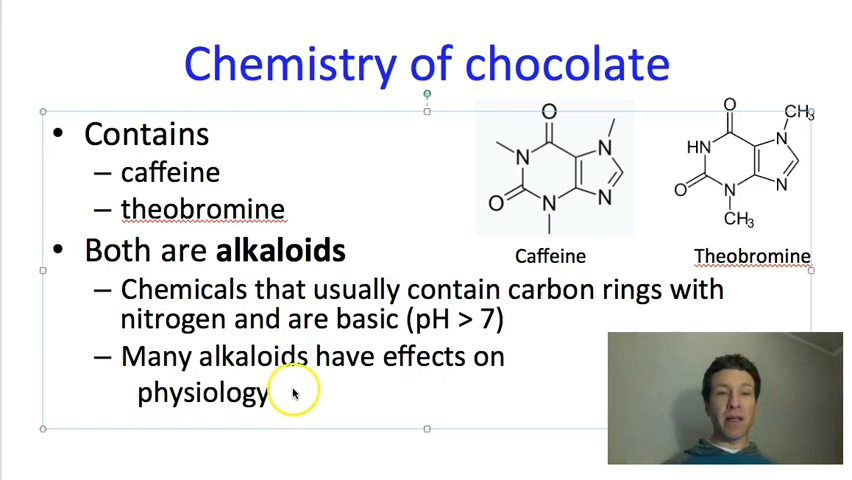 Chemistry of chocolate
• Contains
– caffeine
– theobromine
• Both are alkaloids
– Chemicals that usually contain carbon rings with
nitrogen and are basic (pH > 7)
– Many alkaloids have effects on
physiology
O
N
N
O
N
N
Caffeine
O
CH3
HN
N
O
N
N
CH3
Theobromine